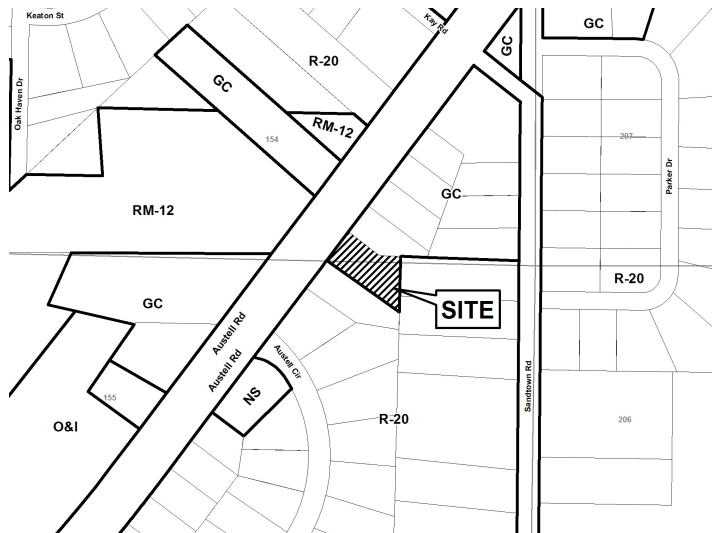 Keaton St
Kay Rd
GC
GC
R-20
GC
Oak Haven Dr
RM-12
154
207
Parker Dr
GC
RM-12
R-20
GC
SITE
Austell Rd
Austell Rd
Austell Cir
Sandtown Rd
NS
155
O&I
R-20
206